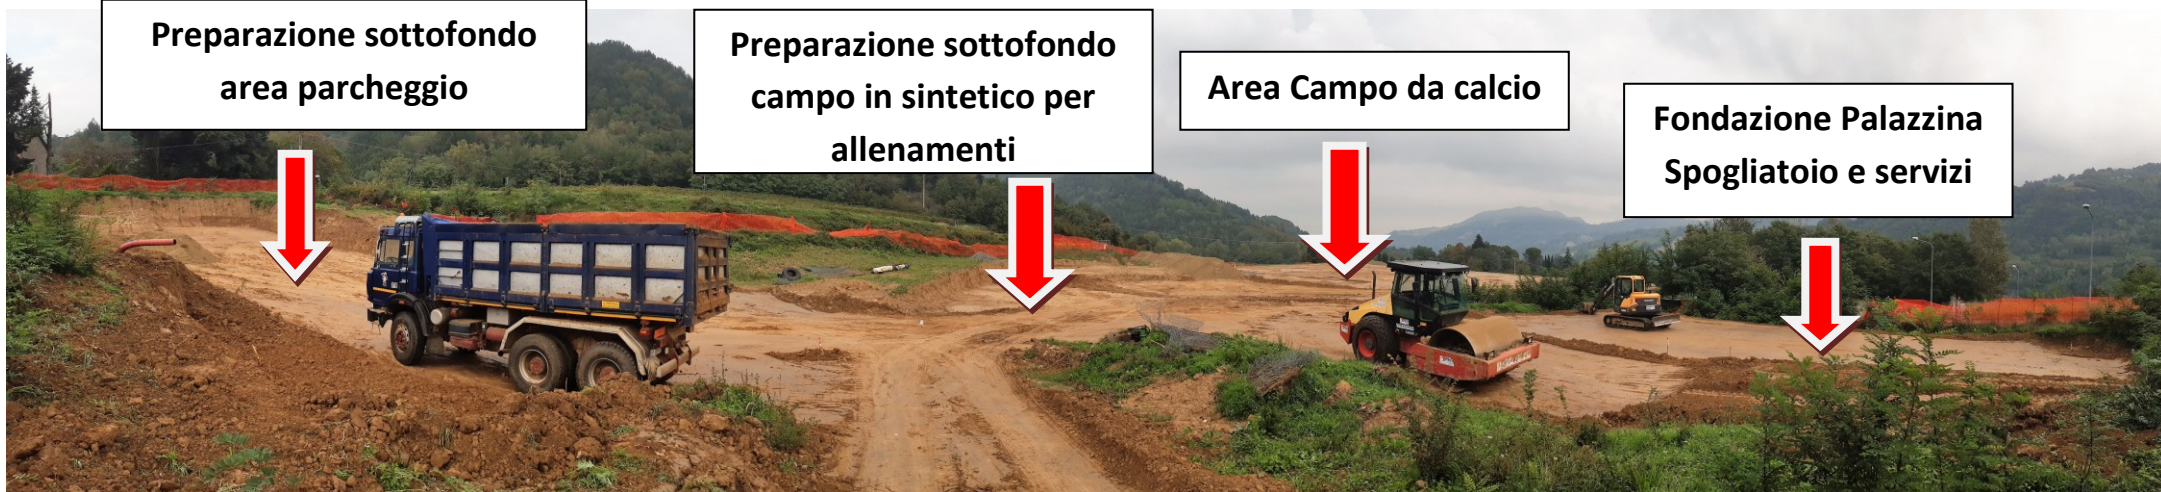 Preparazione sottofondo
area parcheggio
Preparazione sottofondo
campo in sintetico per
allenamenti
Area Campo da calcio
Fondazione Palazzina
Spogliatoio e servizi